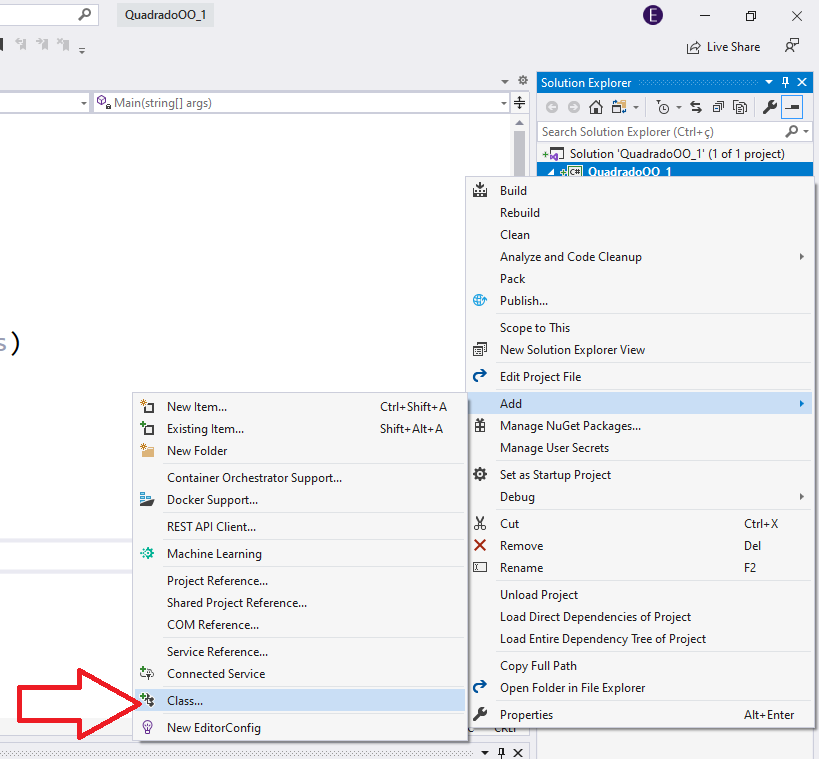 QuadradoOO_1
E
Live Share
Main(string[] args)
Solution Explorer
Search Solution Explorer (Ctrl+ç)
Solution 'QuadradoOO_1' (1 of 1 project)
C# QuadradoOO_1
s)
Build
Rebuild
Clean
Analyze and Code Cleanup
Pack
Publish...
Scope to This
New Solution Explorer View
Edit Project File
Add
Manage NuGet Packages...
Manage User Secrets
Set as Startup Project
Debug
Cut Ctrl+X
Remove Del
Rename F2
Unload Project
Load Direct Dependencies of Project
Load Entire Dependency Tree of Project
Copy Full Path
Open Folder in File Explorer
Properties Alt+Enter
New Item... Ctrl+Shift+A
Existing Item... Shift+Alt+A
New Folder
Container Orchestrator Support...
Docker Support...
REST API Client...
Machine Learning
Project Reference...
Shared Project Reference...
COM Reference...
Service Reference...
Connected Service
Class...
New EditorConfig